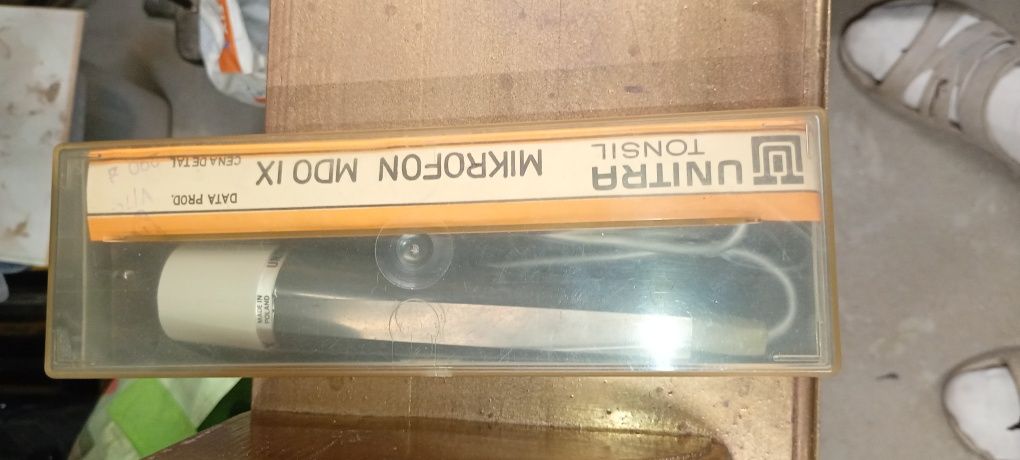 UNITRA
TONSIL
MIKROFON MDO IX
DATA PROD.
CENA DETAL
MADE IN
POLAND